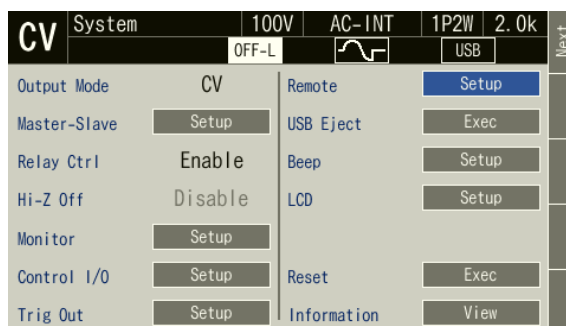 CV System 100V AC-INT 1P2W 2.0k
OFF-L USB
Next
Output Mode CV Remote Setup
Master-Slave Setup USB Eject Exec
Relay Ctrl Enable Beep Setup
Hi-Z Off Disable LCD Setup
Monitor Setup
Control I/O Setup Reset Exec
Trig Out Setup Information View